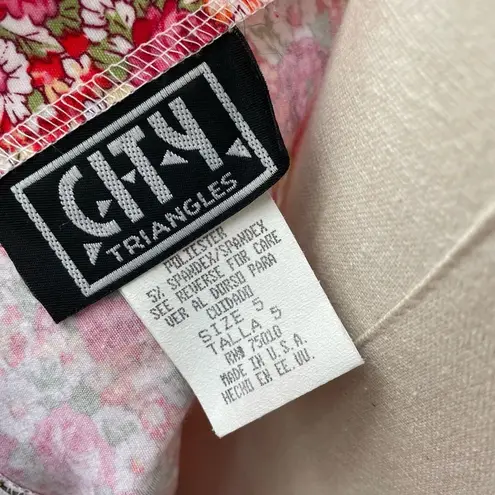 CITY
TRIANGLES
POLIESTER
5% SPANDEX/SPANDEX
SEE REVERSE FOR CARE
VER AL DORSO PARA
CUIDADO
SIZE 5
TALLA 5
RN# 75010
MADE IN U.S.A.
HECHO EN EE. UU.